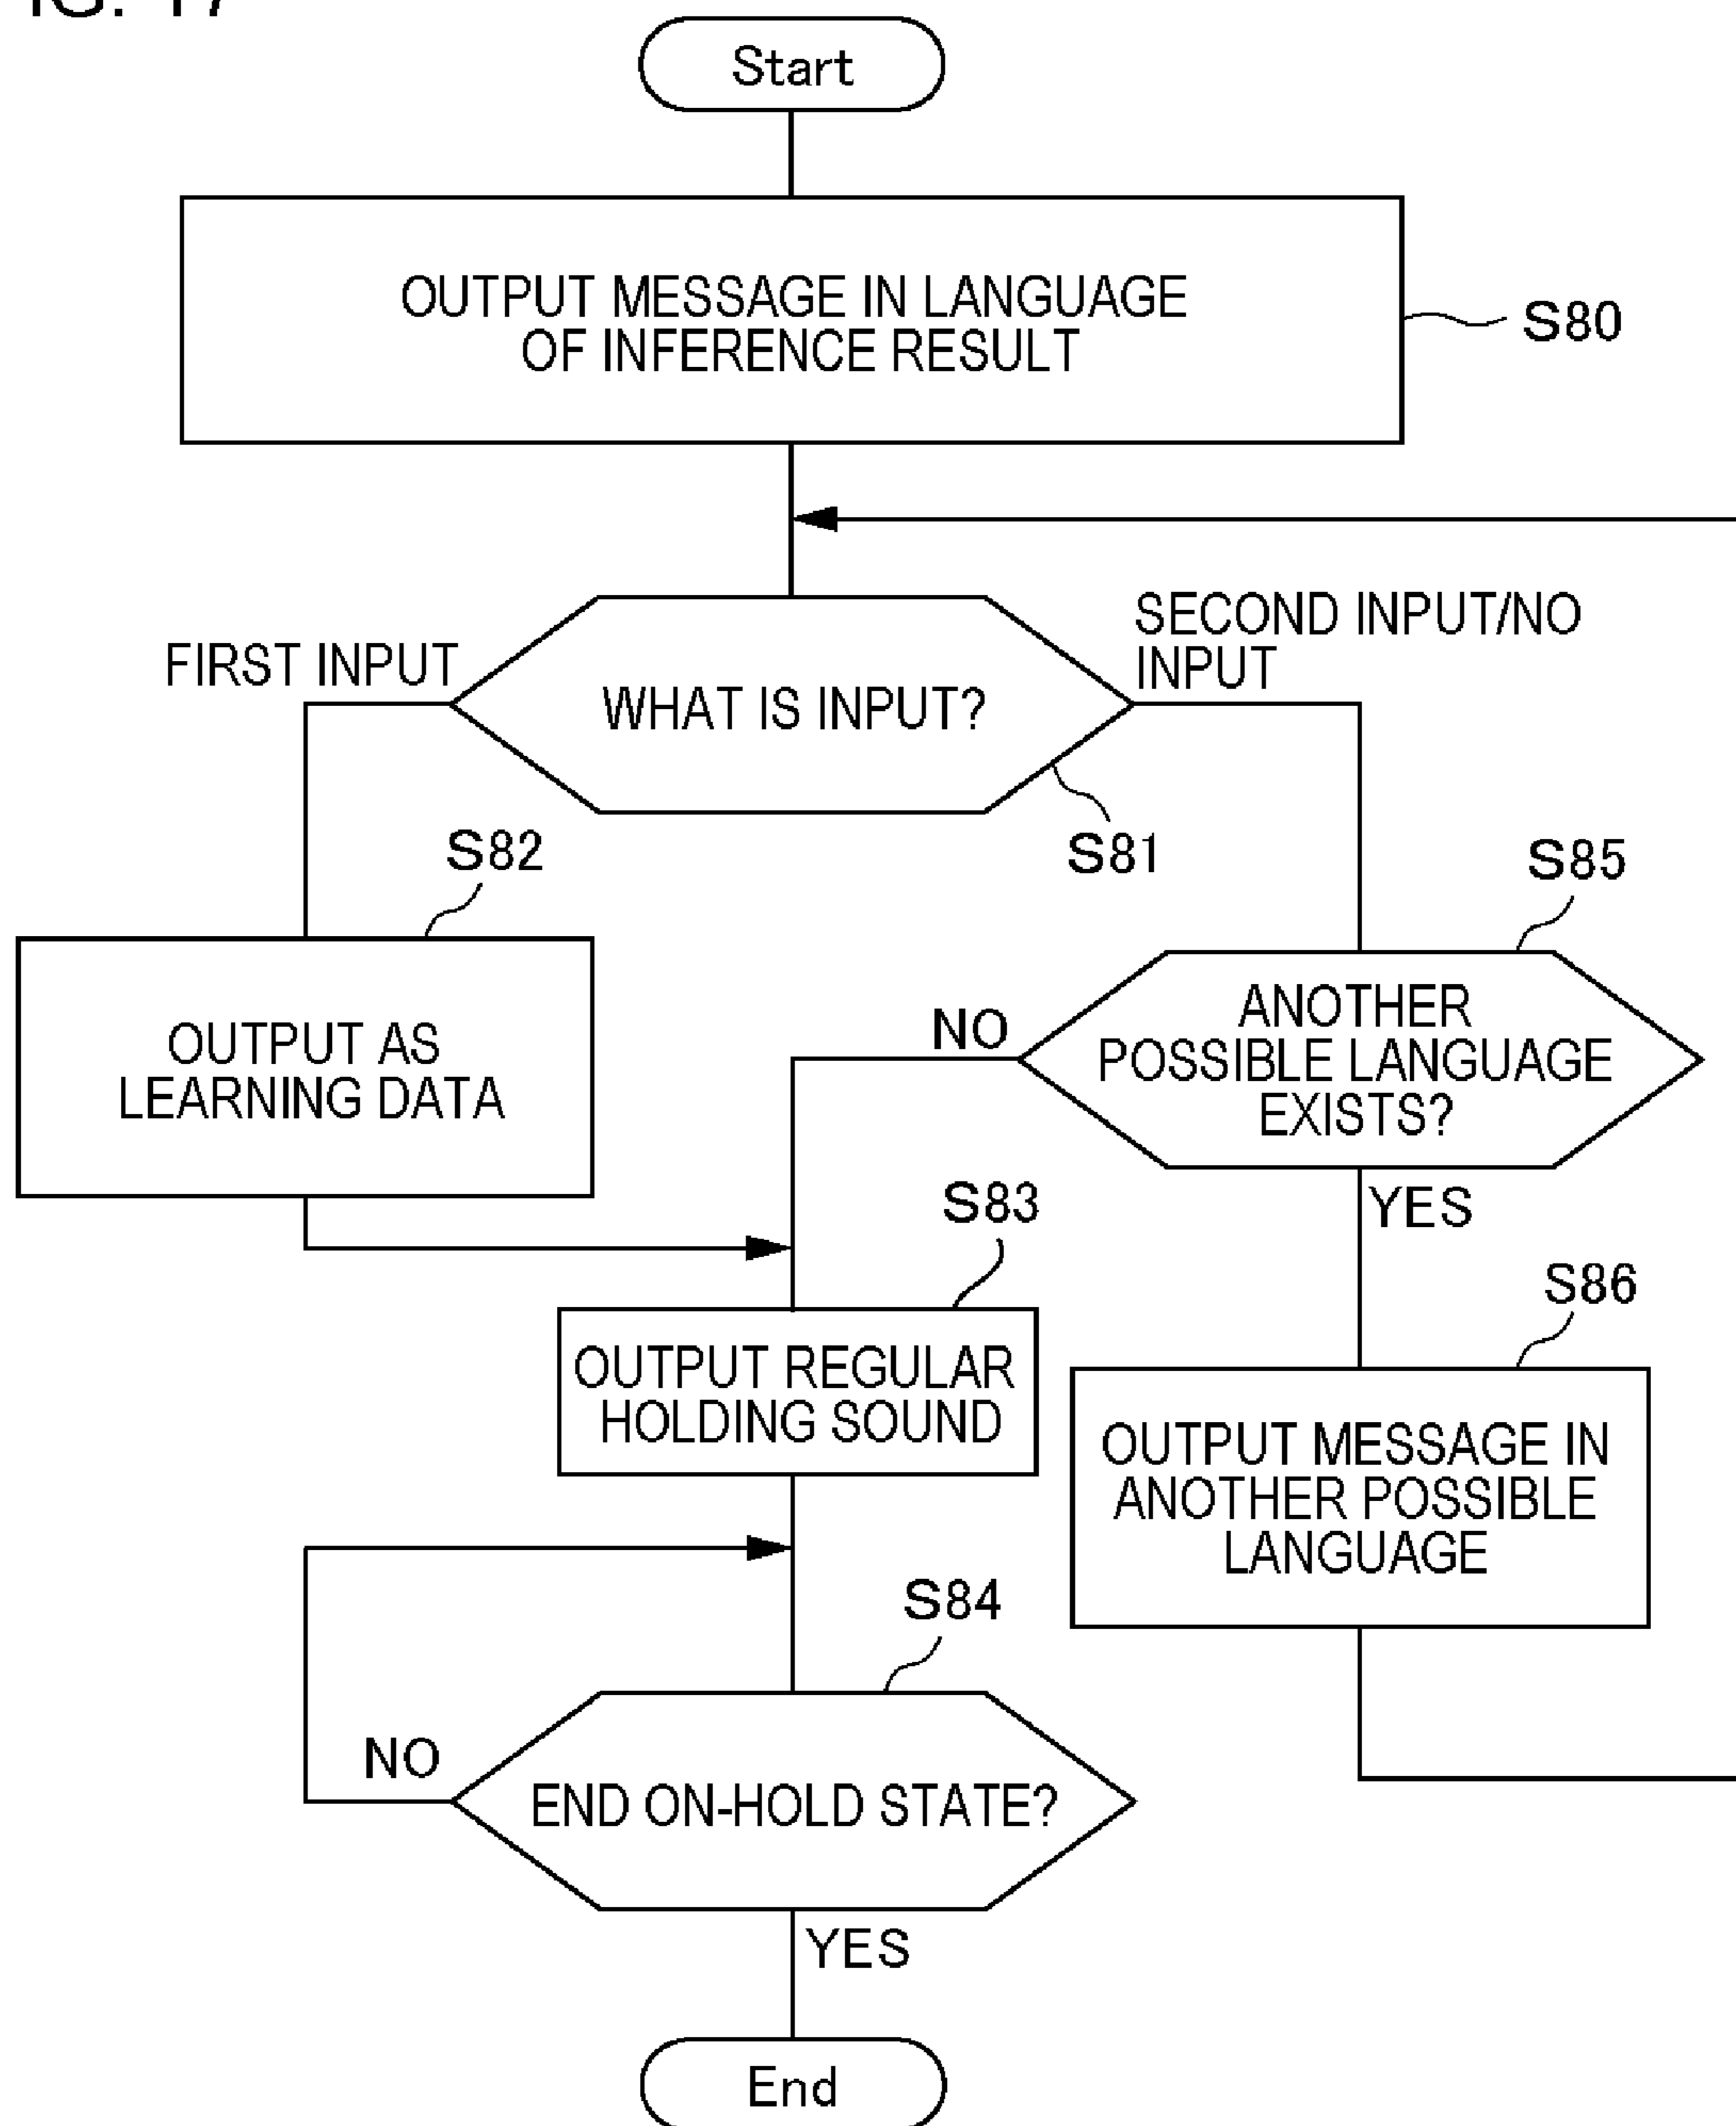 Start
OUTPUT MESSAGE IN LANGUAGE
OF INFERENCE RESULT
S80
SECOND INPUT/NO
INPUT
FIRST INPUT
WHAT IS INPUT?
S81
S82
S85
OUTPUT AS
LEARNING DATA
NO
ANOTHER
POSSIBLE LANGUAGE
EXISTS?
YES
S83
S86
OUTPUT REGULAR
HOLDING SOUND
OUTPUT MESSAGE IN
ANOTHER POSSIBLE
LANGUAGE
S84
NO
END ON-HOLD STATE?
YES
End